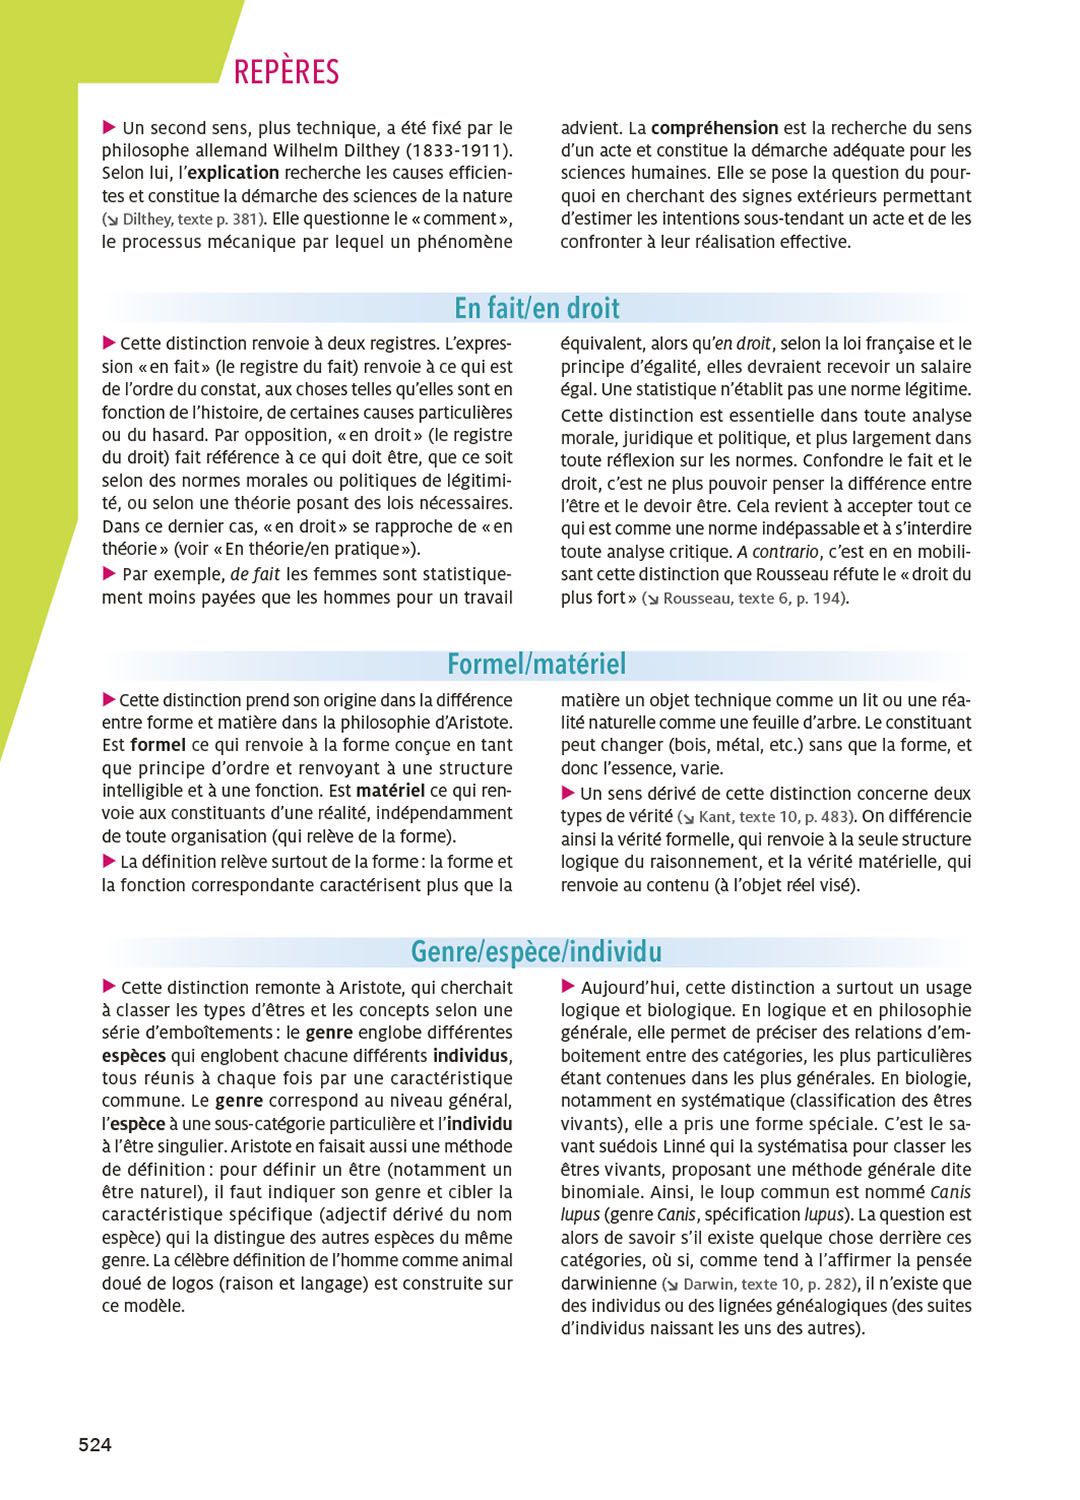 REPÈRES
▶ Un second sens, plus technique, a été fixé par le
philosophe allemand Wilhelm Dilthey (1833-1911).
Selon lui, l’explication recherche les causes efficien-
tes et constitue la démarche des sciences de la nature
(↘ Dilthey, texte p. 381). Elle questionne le « comment »,
le processus mécanique par lequel un phénomène
advient. La compréhension est la recherche du sens
d’un acte et constitue la démarche adéquate pour les
sciences humaines. Elle se pose la question du pour-
quoi en cherchant des signes extérieurs permettant
d’estimer les intentions sous-tendant un acte et de les
confronter à leur réalisation effective.
En fait/en droit
▶ Cette distinction renvoie à deux registres. L’expres-
sion « en fait » (le registre du fait) renvoie à ce qui est
de l’ordre du constat, aux choses telles qu’elles sont en
fonction de l’histoire, de certaines causes particulières
ou du hasard. Par opposition, « en droit » (le registre
du droit) fait référence à ce qui doit être, que ce soit
selon des normes morales ou politiques de légitimi-
té, ou selon une théorie posant des lois nécessaires.
Dans ce dernier cas, « en droit » se rapproche de « en
théorie » (voir « En théorie/en pratique »).
▶ Par exemple, de fait les femmes sont statistique-
ment moins payées que les hommes pour un travail
équivalent, alors qu’en droit, selon la loi française et le
principe d’égalité, elles devraient recevoir un salaire
égal. Une statistique n’établit pas une norme légitime.
Cette distinction est essentielle dans toute analyse
morale, juridique et politique, et plus largement dans
toute réflexion sur les normes. Confondre le fait et le
droit, c’est ne plus pouvoir penser la différence entre
l’être et le devoir être. Cela revient à accepter tout ce
qui est comme une norme indépassable et à s’interdire
toute analyse critique. A contrario, c’est en en mobili-
sant cette distinction que Rousseau réfute le « droit du
plus fort » (↘ Rousseau, texte 6, p. 194).
Formel/matériel
▶ Cette distinction prend son origine dans la différence
entre forme et matière dans la philosophie d’Aristote.
Est formel ce qui renvoie à la forme conçue en tant
que principe d’ordre et renvoyant à une structure
intelligible et à une fonction. Est matériel ce qui ren-
voie aux constituants d’une réalité, indépendamment
de toute organisation (qui relève de la forme).
▶ La définition relève surtout de la forme : la forme et
la fonction correspondante caractérisent plus que la
matière un objet technique comme un lit ou une réa-
lité naturelle comme une feuille d’arbre. Le constituant
peut changer (bois, métal, etc.) sans que la forme, et
donc l’essence, varie.
▶ Un sens dérivé de cette distinction concerne deux
types de vérité (↘ Kant, texte 10, p. 483). On différencie
ainsi la vérité formelle, qui renvoie à la seule structure
logique du raisonnement, et la vérité matérielle, qui
renvoie au contenu (à l’objet réel visé).
Genre/espèce/individu
▶ Cette distinction remonte à Aristote, qui cherchait
à classer les types d’êtres et les concepts selon une
série d’emboîtements : le genre englobe différentes
espèces qui englobent chacune différents individus,
tous réunis à chaque fois par une caractéristique
commune. Le genre correspond au niveau général,
l’espèce à une sous-catégorie particulière et l’individu
à l’être singulier. Aristote en faisait aussi une méthode
de définition : pour définir un être (notamment un
être naturel), il faut indiquer son genre et cibler la
caractéristique spécifique (adjectif dérivé du nom
espèce) qui la distingue des autres espèces du même
genre. La célèbre définition de l’homme comme animal
doué de logos (raison et langage) est construite sur
ce modèle.
▶ Aujourd’hui, cette distinction a surtout un usage
logique et biologique. En logique et en philosophie
générale, elle permet de préciser des relations d’em-
boitement entre des catégories, les plus particulières
étant contenues dans les plus générales. En biologie,
notamment en systématique (classification des êtres
vivants), elle a pris une forme spéciale. C’est le sa-
vant suédois Linné qui la systématisa pour classer les
êtres vivants, proposant une méthode générale dite
binomiale. Ainsi, le loup commun est nommé Canis
lupus (genre Canis, spécification lupus). La question est
alors de savoir s’il existe quelque chose derrière ces
catégories, où si, comme tend à l’affirmer la pensée
darwinienne (↘ Darwin, texte 10, p. 282), il n’existe que
des individus ou des lignées généalogiques (des suites
d’individus naissant les uns des autres).
524